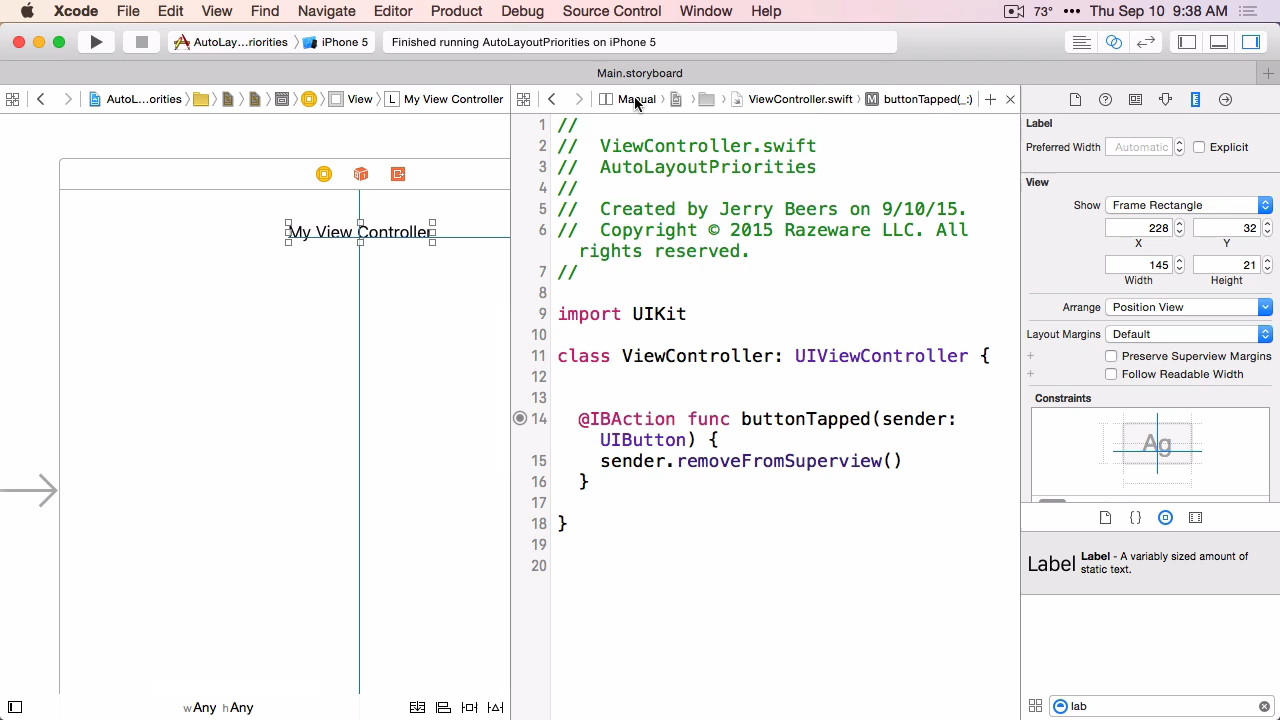 Xcode File Edit View Find Navigate Editor Product Debug Source Control Window Help 73° Thu Sep 10 9:38 AM
AutoLay...riorities iPhone 5 Finished running AutoLayoutPriorities on iPhone 5
Main.storyboard
AutoL...orities View L My View Controller
Manual ViewController.swift M buttonTapped(_:)
My View Controller
wAny hAny
1 //
2 // ViewController.swift
3 // AutoLayoutPriorities
4 //
5 // Created by Jerry Beers on 9/10/15.
6 // Copyright © 2015 Razeware LLC. All
rights reserved.
7 //
8
9 import UIKit
10
11 class ViewController: UIViewController {
12
13
14 @IBAction func buttonTapped(sender:
UIButton) {
15 sender.removeFromSuperview()
16 }
17
18 }
19
20
Label
Preferred Width Automatic Explicit
View
Show Frame Rectangle
228 32
X Y
145 21
Width Height
Arrange Position View
Layout Margins Default
+ Preserve Superview Margins
+ Follow Readable Width
Constraints
Ag
{}
Label Label - A variably sized amount of
static text.
lab